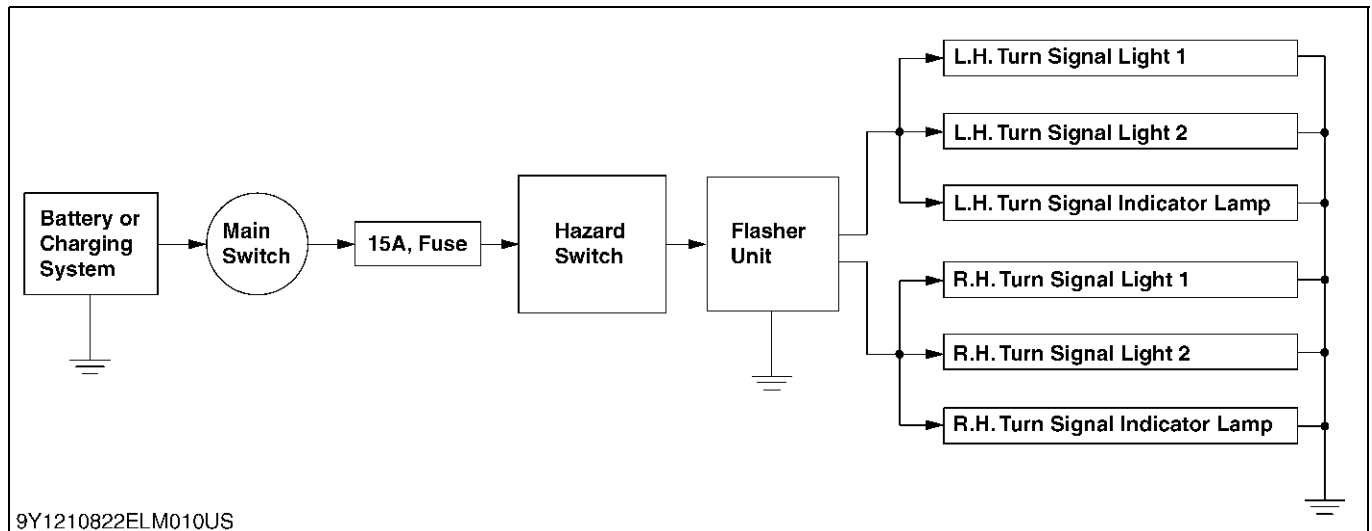 L.H. Turn Signal Light 1
L.H. Turn Signal Light 2
L.H. Turn Signal Indicator Lamp
Battery or
Charging
System
Main
Switch
15A, Fuse
Hazard
Switch
Flasher
Unit
R.H. Turn Signal Light 1
R.H. Turn Signal Light 2
R.H. Turn Signal Indicator Lamp
9Y1210822ELM010US